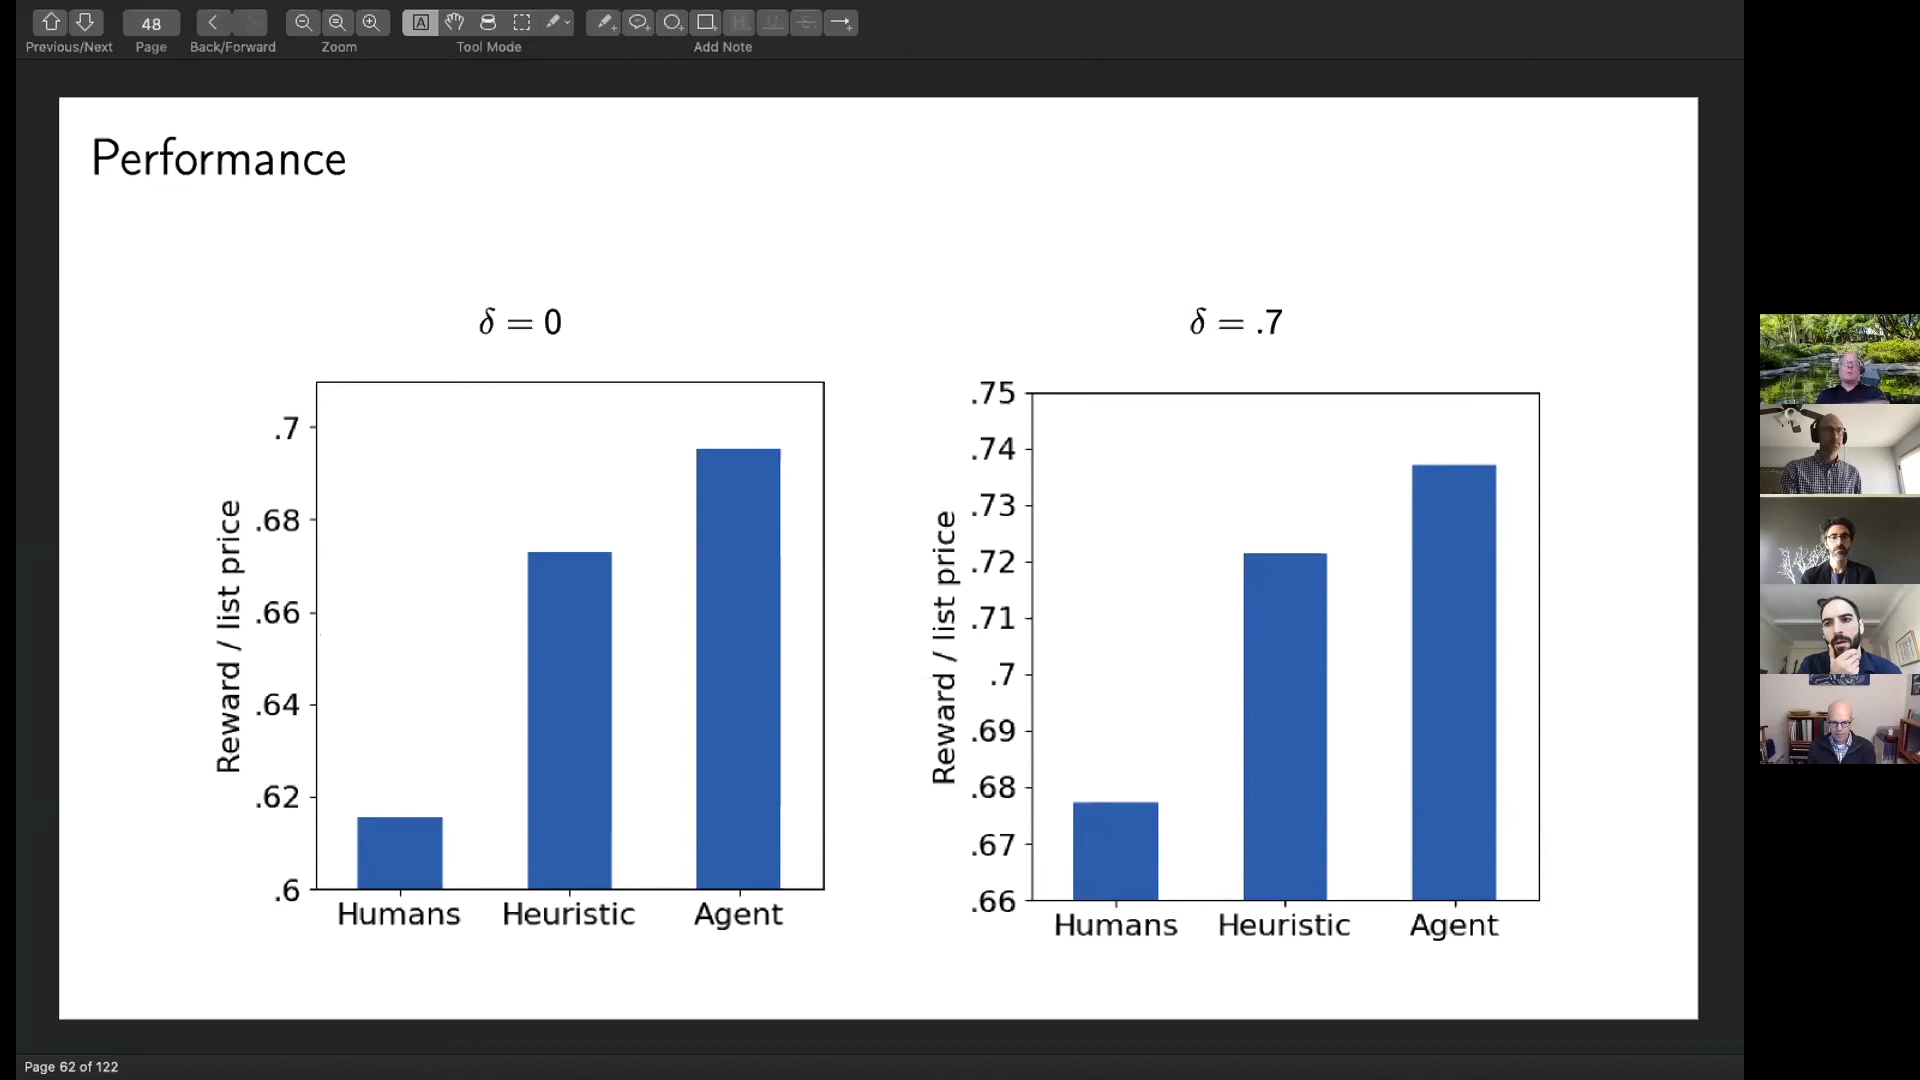 48
Previous/Next
Page
Back/Forward
Zoom
Tool Mode
Add Note
Performance
δ = 0
δ = .7
.7
.68
.66
.64
.62
.6
Reward / list price
Humans
Heuristic
Agent
.75
.74
.73
.72
.71
.7
.69
.68
.67
.66
Reward / list price
Humans
Heuristic
Agent
Page 62 of 122